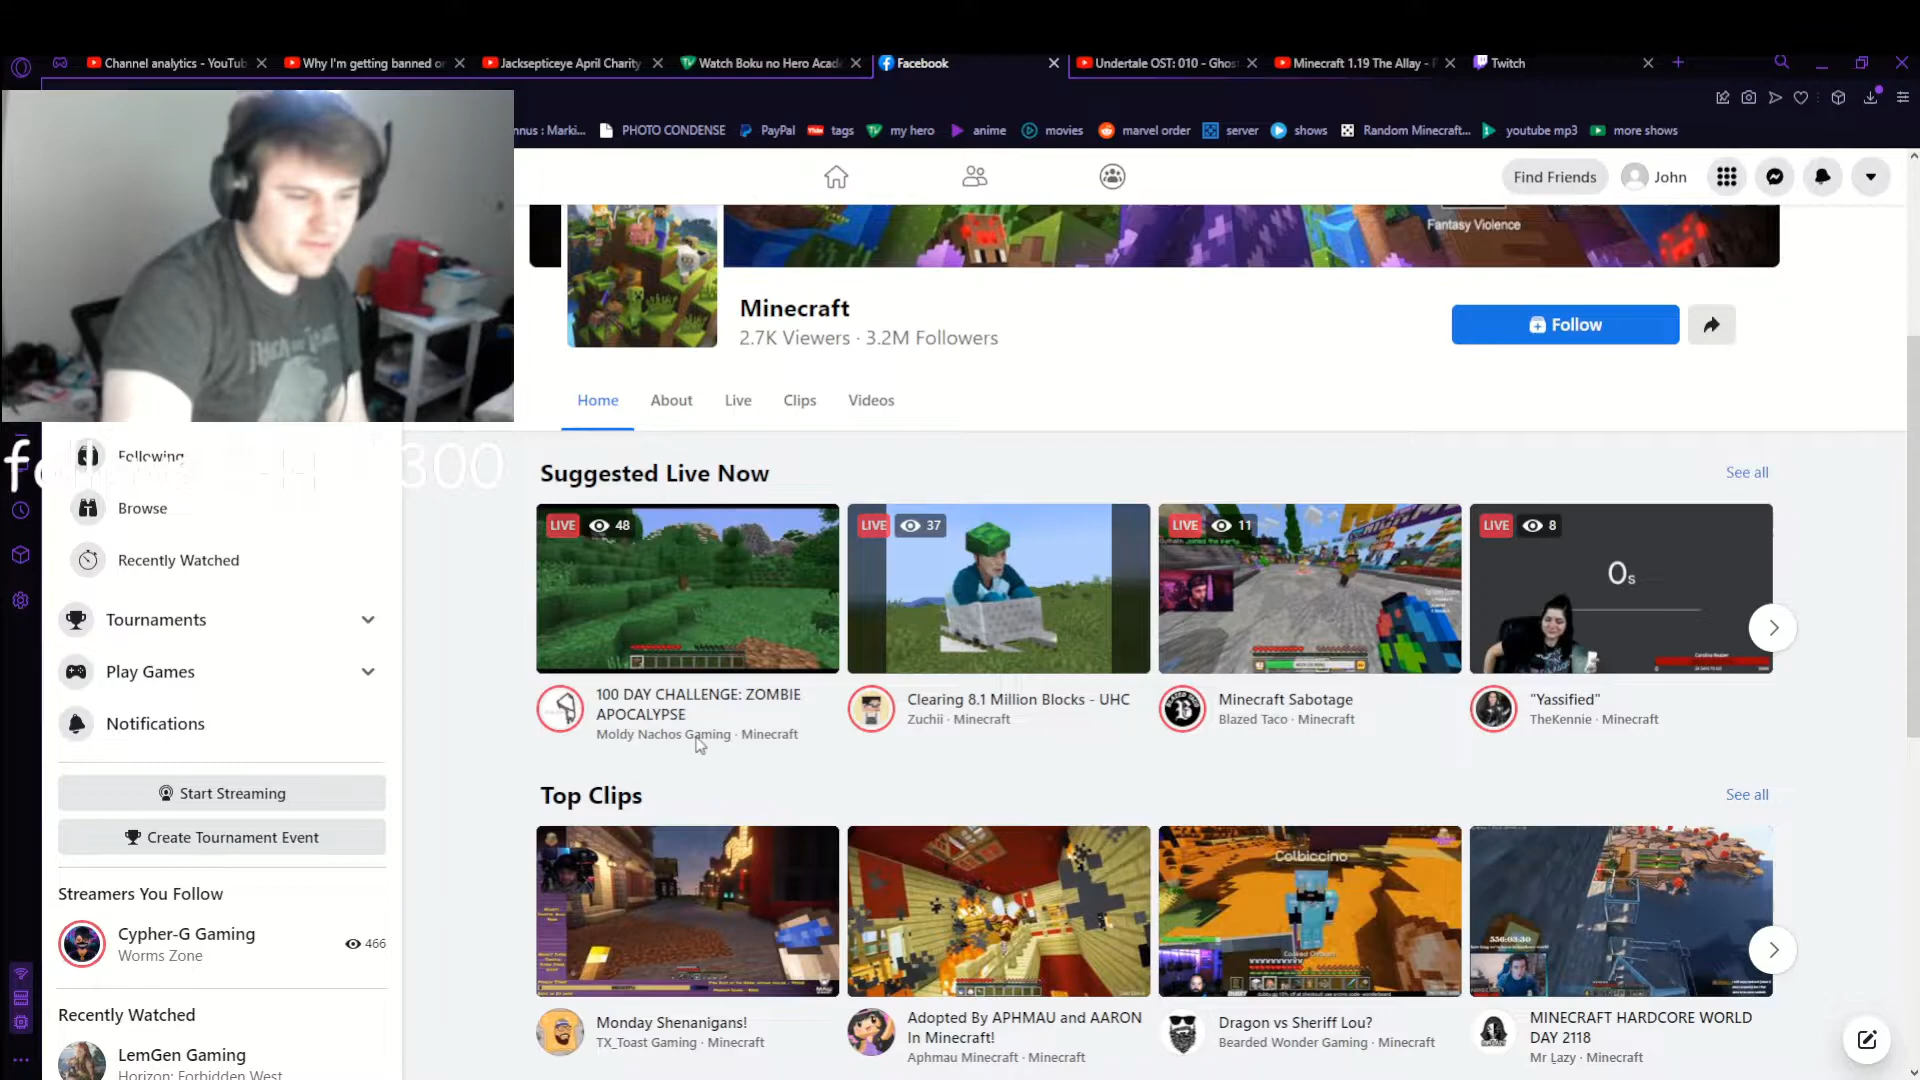 Channel analytics - YouTub
Why I'm getting banned on
Jacksepticeye April Charity
Watch Boku no Hero Acad
Facebook
Undertale OST: 010 - Ghos
Minecraft 1.19 The Allay -
Twitch
nnus : Marki...
PHOTO CONDENSE
PayPal
tags
my hero
anime
movies
marvel order
server
shows
Random Minecraft...
youtube mp3
more shows
Find Friends
John
Fantasy Violence
Minecraft
2.7K Viewers · 3.2M Followers
Follow
Home
About
Live
Clips
Videos
Following
300
Browse
Recently Watched
Tournaments
Play Games
Notifications
Start Streaming
Create Tournament Event
Streamers You Follow
Cypher-G Gaming
Worms Zone
466
Recently Watched
LemGen Gaming
Horizon: Forbidden West
Suggested Live Now
See all
LIVE 48
LIVE 37
LIVE 11
LIVE 8
0s
100 DAY CHALLENGE: ZOMBIE
APOCALYPSE
Moldy Nachos Gaming · Minecraft
Clearing 8.1 Million Blocks - UHC
Zuchii · Minecraft
Minecraft Sabotage
Blazed Taco · Minecraft
"Yassified"
TheKennie · Minecraft
Top Clips
See all
Colbiccino
Monday Shenanigans!
TX_Toast Gaming · Minecraft
Adopted By APHMAU and AARON
In Minecraft!
Aphmau Minecraft · Minecraft
Dragon vs Sheriff Lou?
Bearded Wonder Gaming · Minecraft
MINECRAFT HARDCORE WORLD
DAY 2118
Mr Lazy · Minecraft